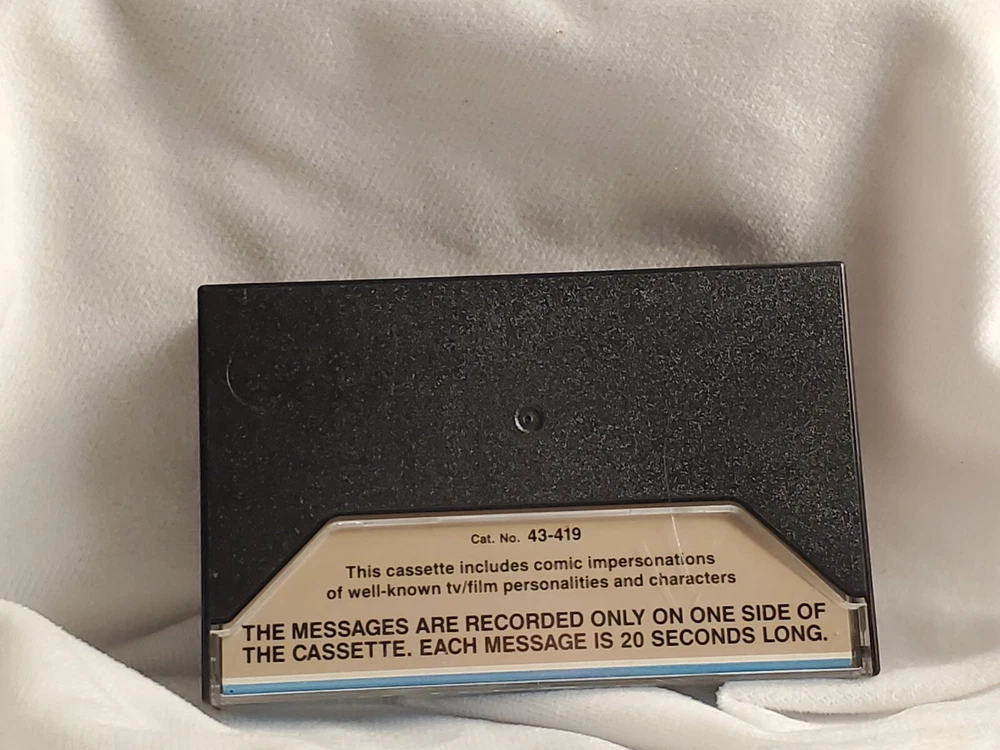 Cat. No. 43-419
This cassette includes comic impersonations
of well-known tv/film personalities and characters
THE MESSAGES ARE RECORDED ONLY ON ONE SIDE OF
THE CASSETTE. EACH MESSAGE IS 20 SECONDS LONG.